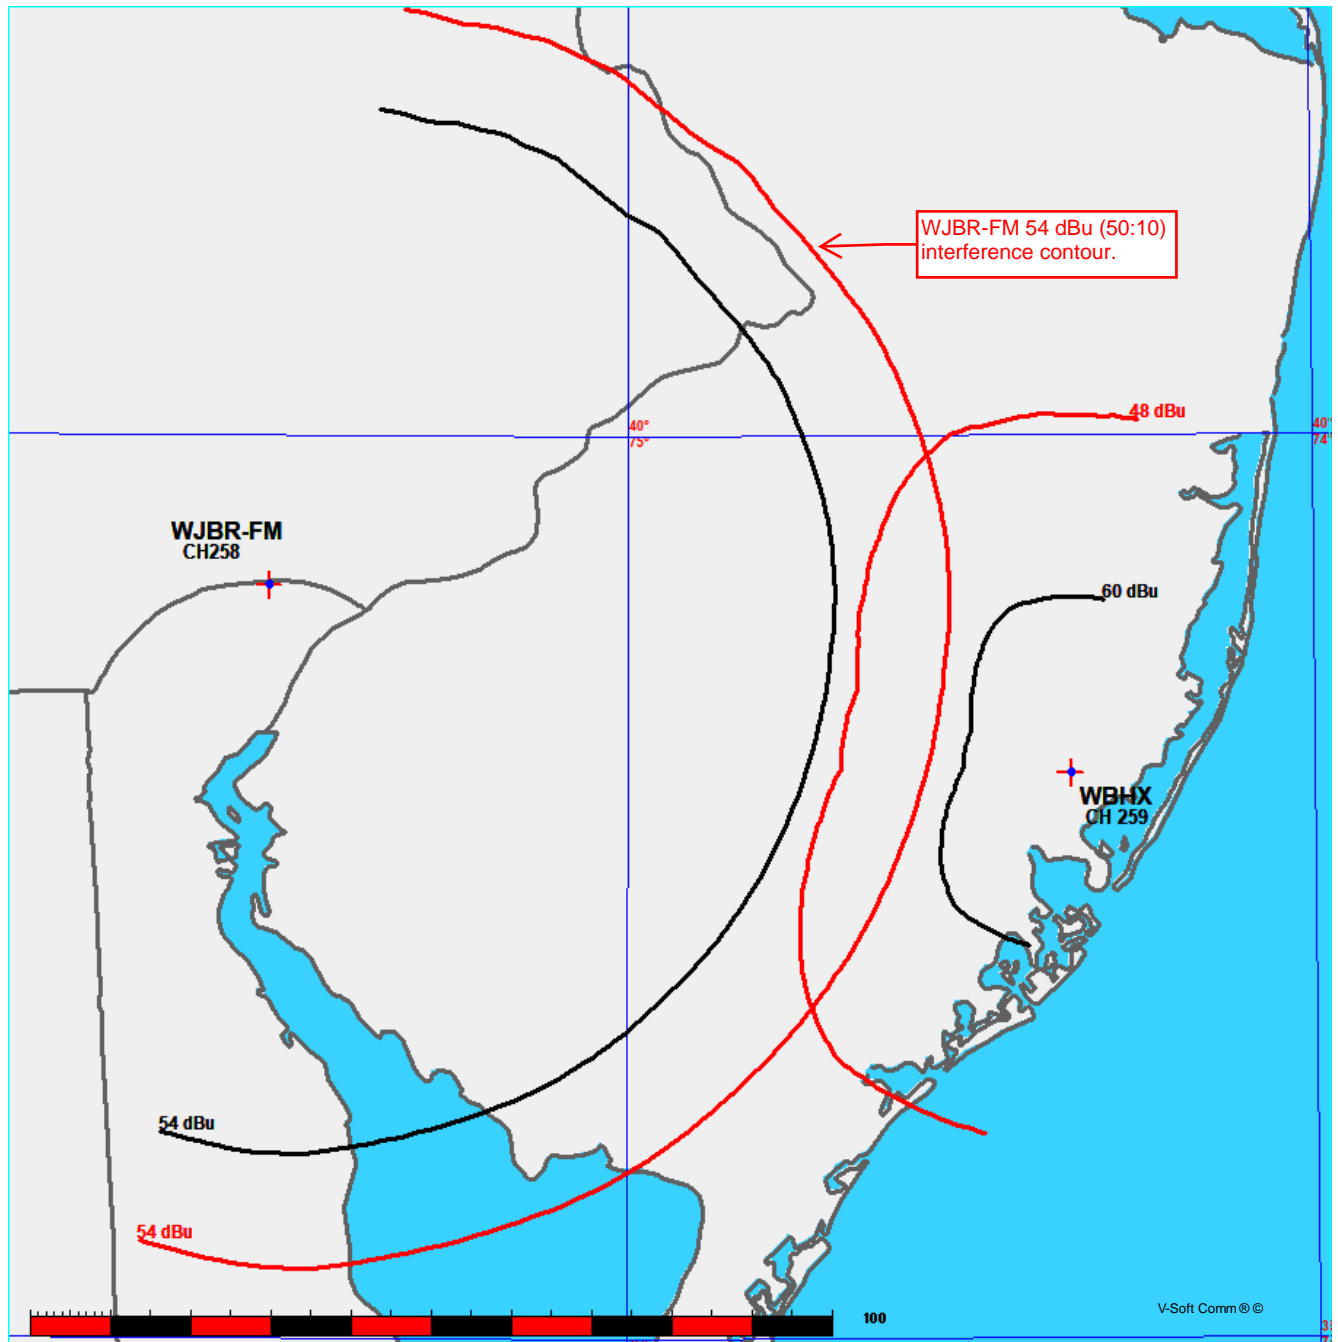 WJBR-FM 54 dBu (50:10)
interference contour.
48 dBu
40°
75°
40°
74°
WJBR-FM
CH258
60 dBu
WBHX
CH 259
54 dBu
54 dBu
100
V-Soft Comm ® ©